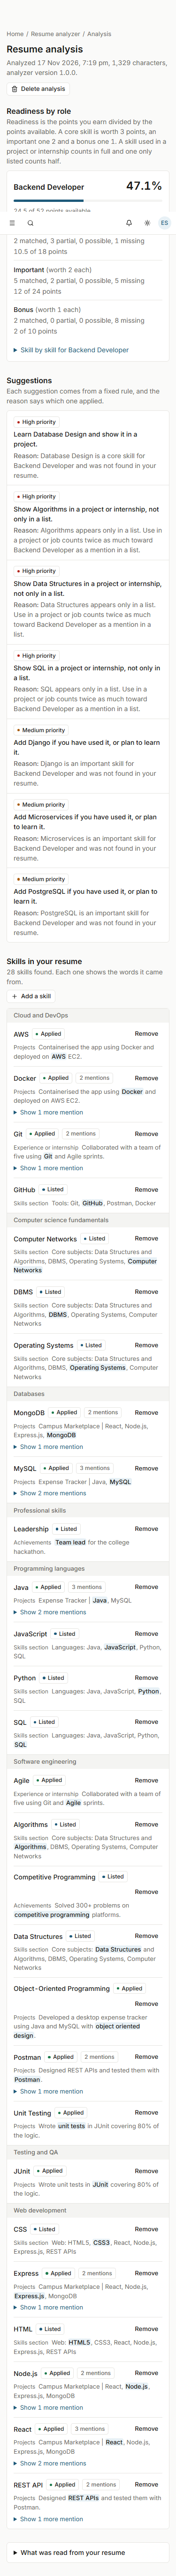 Home / Resume analyzer / Analysis
Resume analysis
Analyzed 17 Nov 2026, 7:19 pm, 1,329 characters,
analyzer version 1.0.0.
Delete analysis
Readiness by role
Readiness is the points you earned divided by the
points available. A core skill is worth 3 points, an
important one 2 and a bonus one 1. A skill used in a
project or internship counts in full and one only
listed counts half.
Backend Developer 47.1%
24.5 of 52 points available
ES
2 matched, 3 partial, 0 possible, 1 missing
10.5 of 18 points
Important (worth 2 each)
5 matched, 2 partial, 0 possible, 5 missing
12 of 24 points
Bonus (worth 1 each)
2 matched, 0 partial, 0 possible, 8 missing
2 of 10 points
Skill by skill for Backend Developer
Suggestions
Each suggestion comes from a fixed rule, and the
reason says which one applied.
High priority
Learn Database Design and show it in a
project.
Reason: Database Design is a core skill for
Backend Developer and was not found in your
resume.
High priority
Show Algorithms in a project or internship, not
only in a list.
Reason: Algorithms appears only in a list. Use in
a project or job counts twice as much toward
Backend Developer as a mention in a list.
High priority
Show Data Structures in a project or internship,
not only in a list.
Reason: Data Structures appears only in a list.
Use in a project or job counts twice as much
toward Backend Developer as a mention in a
list.
High priority
Show SQL in a project or internship, not only in
a list.
Reason: SQL appears only in a list. Use in a
project or job counts twice as much toward
Backend Developer as a mention in a list.
Medium priority
Add Django if you have used it, or plan to learn
it.
Reason: Django is an important skill for
Backend Developer and was not found in your
resume.
Medium priority
Add Microservices if you have used it, or plan
to learn it.
Reason: Microservices is an important skill for
Backend Developer and was not found in your
resume.
Medium priority
Add PostgreSQL if you have used it, or plan to
learn it.
Reason: PostgreSQL is an important skill for
Backend Developer and was not found in your
resume.
Skills in your resume
28 skills found. Each one shows the words it came
from.
Add a skill
Cloud and DevOps
AWS Applied Remove
Projects Containerised the app using Docker and
deployed on AWS EC2.
Docker Applied 2 mentions Remove
Projects Containerised the app using Docker and
deployed on AWS EC2.
Show 1 more mention
Git Applied 2 mentions Remove
Experience or internship Collaborated with a team of
five using Git and Agile sprints.
Show 1 more mention
GitHub Listed Remove
Skills section Tools: Git, GitHub, Postman, Docker
Computer science fundamentals
Computer Networks Listed Remove
Skills section Core subjects: Data Structures and
Algorithms, DBMS, Operating Systems, Computer
Networks
DBMS Listed Remove
Skills section Core subjects: Data Structures and
Algorithms, DBMS, Operating Systems, Computer
Networks
Operating Systems Listed Remove
Skills section Core subjects: Data Structures and
Algorithms, DBMS, Operating Systems, Computer
Networks
Databases
MongoDB Applied 2 mentions Remove
Projects Campus Marketplace | React, Node.js,
Express.js, MongoDB
Show 1 more mention
MySQL Applied 3 mentions Remove
Projects Expense Tracker | Java, MySQL
Show 2 more mentions
Professional skills
Leadership Listed Remove
Achievements Team lead for the college
hackathon.
Programming languages
Java Applied 3 mentions Remove
Projects Expense Tracker | Java, MySQL
Show 2 more mentions
JavaScript Listed Remove
Skills section Languages: Java, JavaScript, Python,
SQL
Python Listed Remove
Skills section Languages: Java, JavaScript, Python,
SQL
SQL Listed Remove
Skills section Languages: Java, JavaScript, Python,
SQL
Software engineering
Agile Applied Remove
Experience or internship Collaborated with a team of
five using Git and Agile sprints.
Algorithms Listed Remove
Skills section Core subjects: Data Structures and
Algorithms, DBMS, Operating Systems, Computer
Networks
Competitive Programming Listed
Remove
Achievements Solved 300+ problems on
competitive programming platforms.
Data Structures Listed Remove
Skills section Core subjects: Data Structures and
Algorithms, DBMS, Operating Systems, Computer
Networks
Object-Oriented Programming Applied
Remove
Projects Developed a desktop expense tracker
using Java and MySQL with object oriented
design.
Postman Applied 2 mentions Remove
Projects Designed REST APIs and tested them with
Postman.
Show 1 more mention
Unit Testing Applied Remove
Projects Wrote unit tests in JUnit covering 80% of
the logic.
Testing and QA
JUnit Applied Remove
Projects Wrote unit tests in JUnit covering 80% of
the logic.
Web development
CSS Listed Remove
Skills section Web: HTML5, CSS3, React, Node.js,
Express.js, REST APIs
Express Applied 2 mentions Remove
Projects Campus Marketplace | React, Node.js,
Express.js, MongoDB
Show 1 more mention
HTML Listed Remove
Skills section Web: HTML5, CSS3, React, Node.js,
Express.js, REST APIs
Node.js Applied 2 mentions Remove
Projects Campus Marketplace | React, Node.js,
Express.js, MongoDB
Show 1 more mention
React Applied 3 mentions Remove
Projects Campus Marketplace | React, Node.js,
Express.js, MongoDB
Show 2 more mentions
REST API Applied 2 mentions Remove
Projects Designed REST APIs and tested them with
Postman.
Show 1 more mention
What was read from your resume